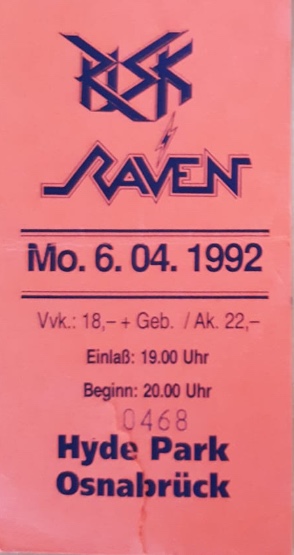 RISK
RAVEN
Mo. 6. 04. 1992
Vvk.: 18,– + Geb. / Ak. 22,–
Einlaß: 19.00 Uhr
Beginn: 20.00 Uhr
0468
Hyde Park
Osnabrück